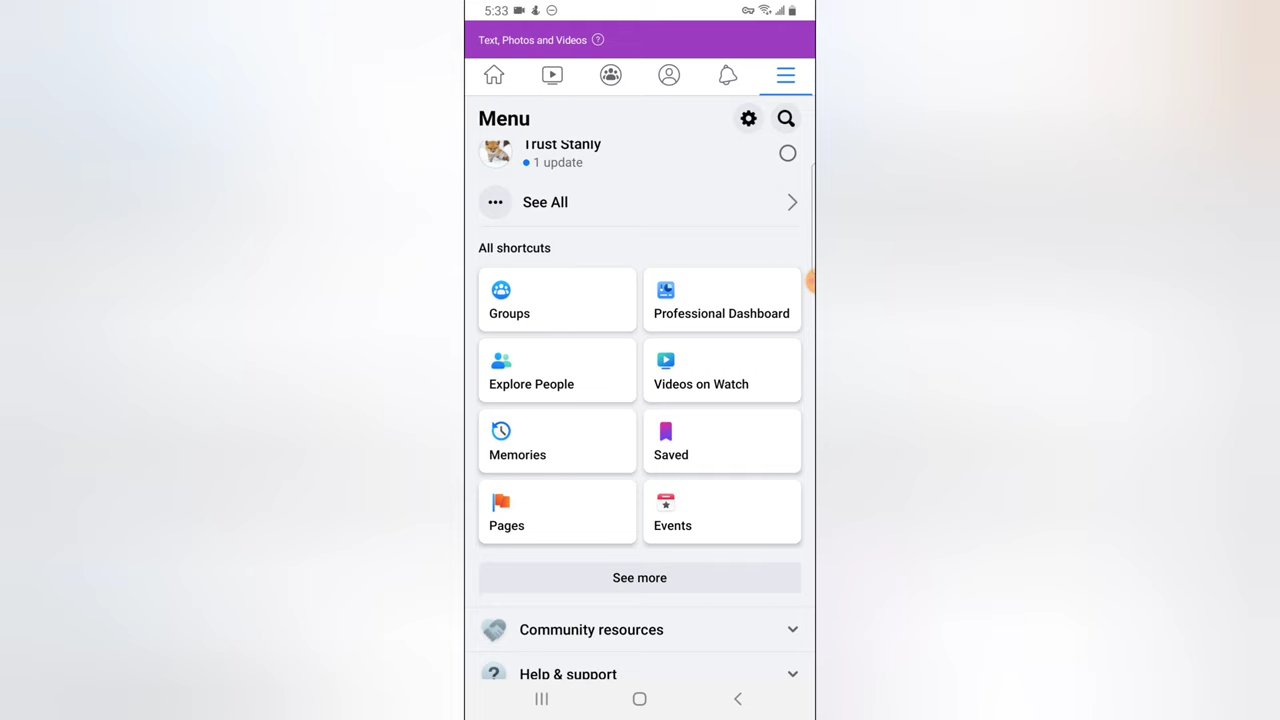 5:33
Text, Photos and Videos ?
Menu
Trust Stanly
1 update
See All
All shortcuts
Groups
Professional Dashboard
Explore People
Videos on Watch
Memories
Saved
Pages
Events
See more
Community resources
? Help & support